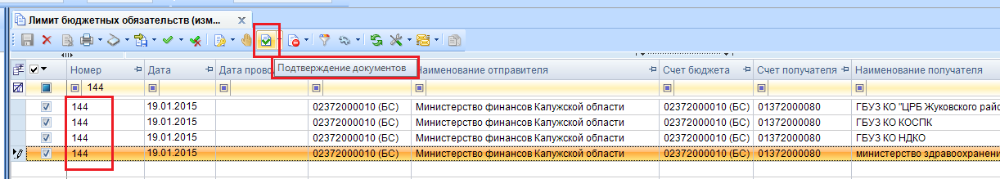 Лимит бюджетных обязательств (изм...
Подтверждение документов
Номер Дата Дата прово Наименование отправителя Счет бюджета Счет получателя Наименование получателя
144
144 19.01.2015 02372000010 (БС) Министерство финансов Калужской области 02372000010 (БС) 01372000080 ГБУЗ КО "ЦРБ Жуковского райо
144 19.01.2015 02372000010 (БС) Министерство финансов Калужской области 02372000010 (БС) 01372000080 ГБУЗ КО КОСПК
144 19.01.2015 02372000010 (БС) Министерство финансов Калужской области 02372000010 (БС) 01372000080 ГБУЗ КО НДКО
144 19.01.2015 02372000010 (БС) Министерство финансов Калужской области 02372000010 (БС) 01372000080 министерство здравоохранени